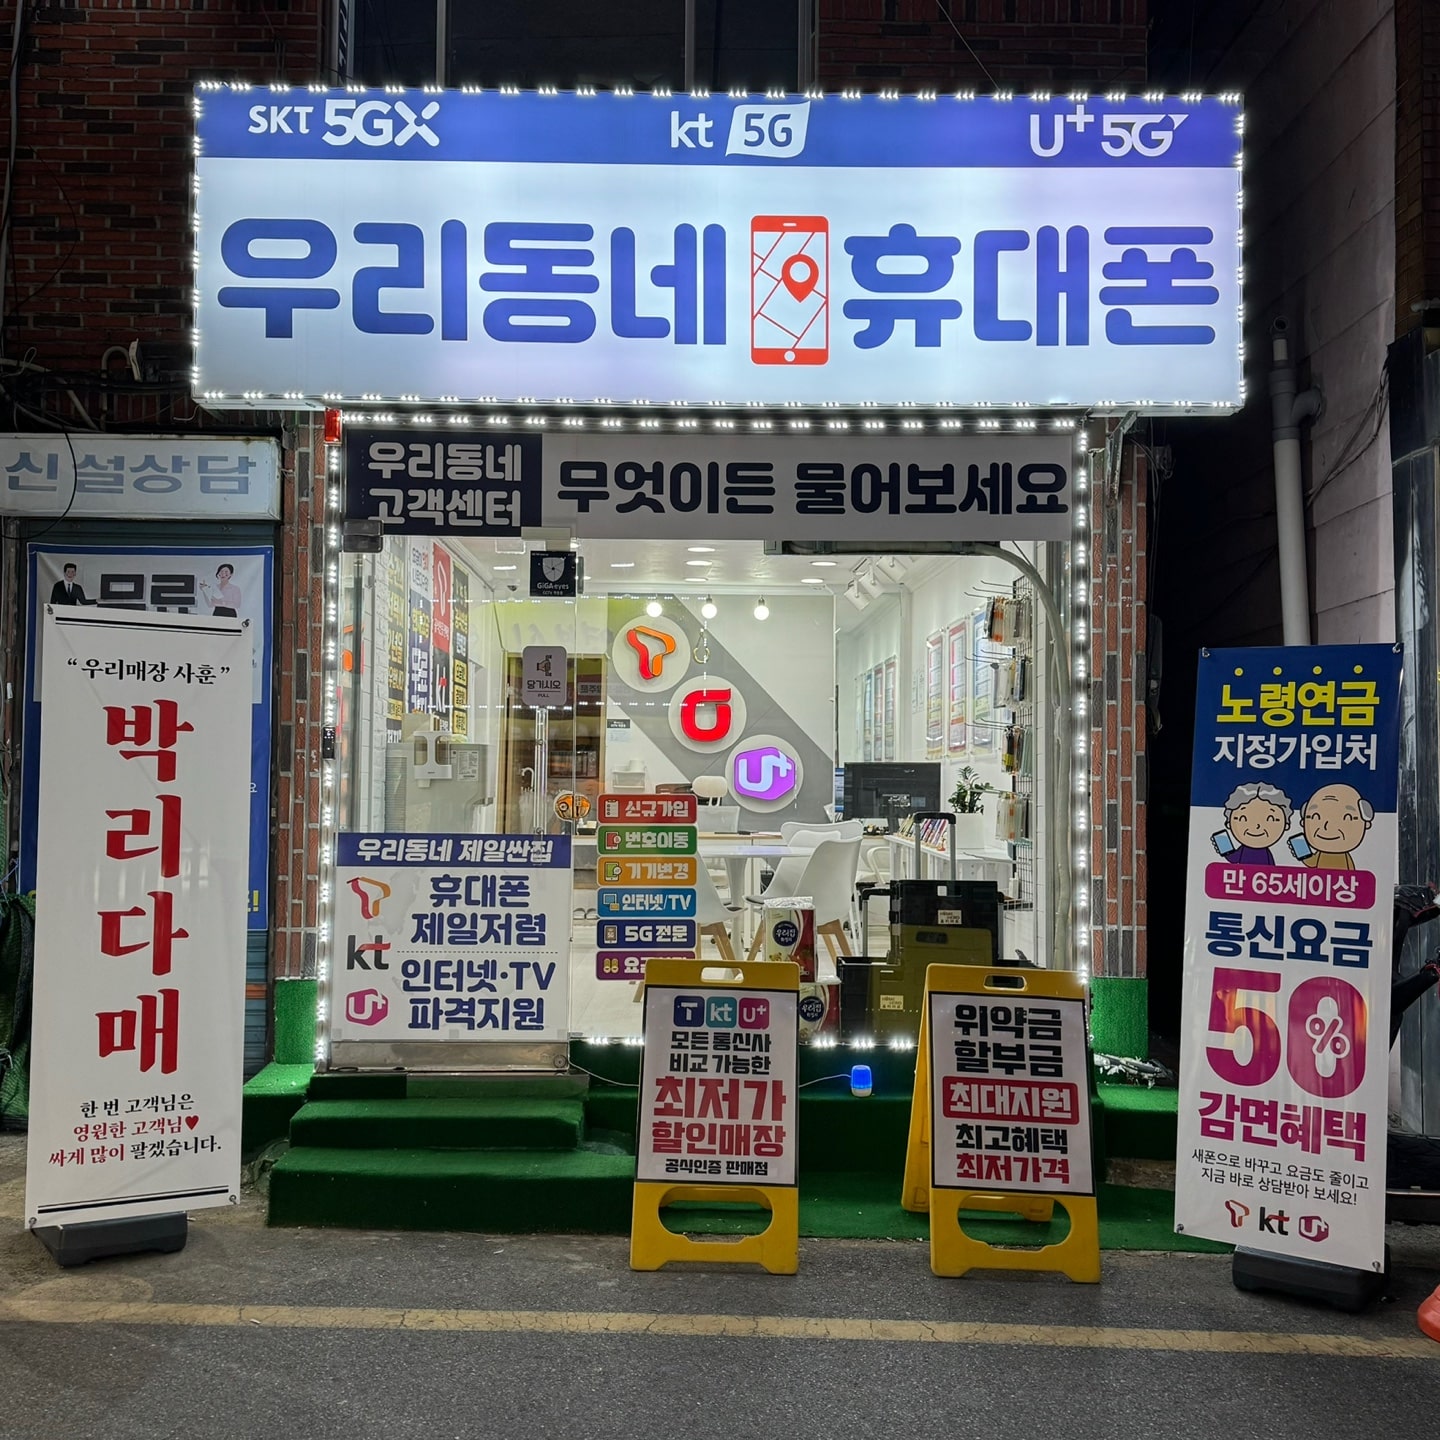 SKT 5GX
kt 5G
U+ 5G
우리동네 휴대폰
우리동네
고객센터
무엇이든 물어보세요
신설상담
무료
GiGAeyes
당기시오
PULL
U+
“우리매장 사훈”
박
리
다
매
한 번 고객님은
영원한 고객님♥
싸게 많이 팔겠습니다.
우리동네 제일싼집
휴대폰
제일저렴
kt
인터넷·TV
U+
파격지원
신규가입
번호이동
기기변경
인터넷/TV
5G전문
T kt U+
모든 통신사
비교 가능한
최저가
할인매장
공식인증 판매점
위약금
할부금
최대지원
최고혜택
최저가격
노령연금
지정가입처
만 65세이상
통신요금
50%
감면혜택
새폰으로 바꾸고 요금도 줄이고
지금 바로 상담받아 보세요!
kt U+